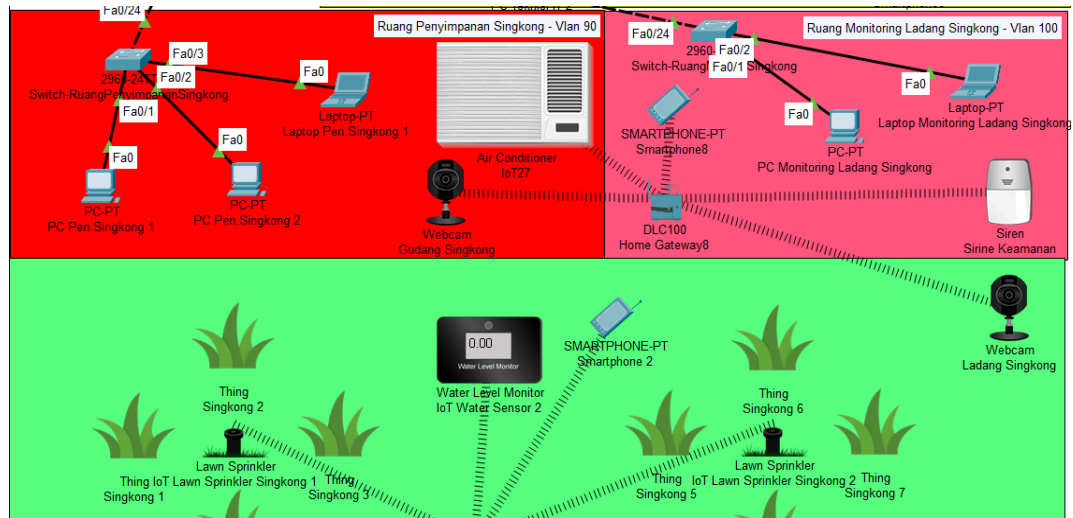 Ruang Penyimpanan Singkong - Vlan 90
Fa0/24
Fa0/3
Fa0/2
Switch-RuangPenyimpananSingkong
Fa0/1
Fa0
Laptop-PT
Laptop Pen.Singkong 1
Fa0
Fa0
PC-PT
PC Pen.Singkong 1
PC-PT
PC Pen.Singkong 2
Air Conditioner
IoT27
Webcam
Gudang Singkong
Ruang Monitoring Ladang Singkong - Vlan 100
Fa0/24
Fa0/2
Fa0/1
Fa0
Laptop-PT
Laptop Monitoring Ladang Singkong
SMARTPHONE-PT
Smartphone8
Fa0
PC-PT
PC Monitoring Ladang Singkong
DLC100
Home Gateway8
Siren
Sirine Keamanan
Webcam
Ladang Singkong
0.00
Water Level Monitor
Water Level Monitor
IoT Water Sensor 2
SMARTPHONE-PT
Smartphone 2
Thing
Singkong 2
Thing
Singkong 1
Lawn Sprinkler
IoT Lawn Sprinkler Singkong 1
Thing
Singkong 3
Thing
Singkong 6
Thing
Singkong 5
Lawn Sprinkler
IoT Lawn Sprinkler Singkong 2
Thing
Singkong 7